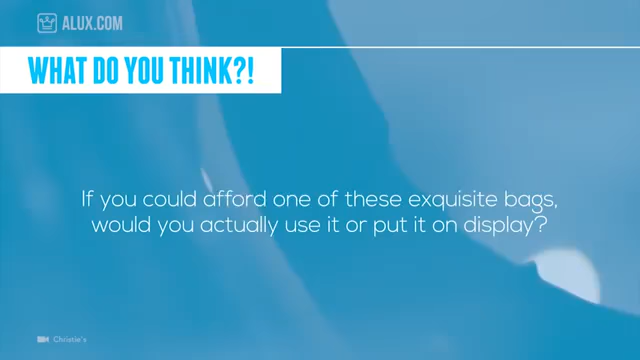 ALUX.COM
WHAT DO YOU THINK?!
If you could afford one of these exquisite bags,
would you actually use it or put it on display?
Christie's